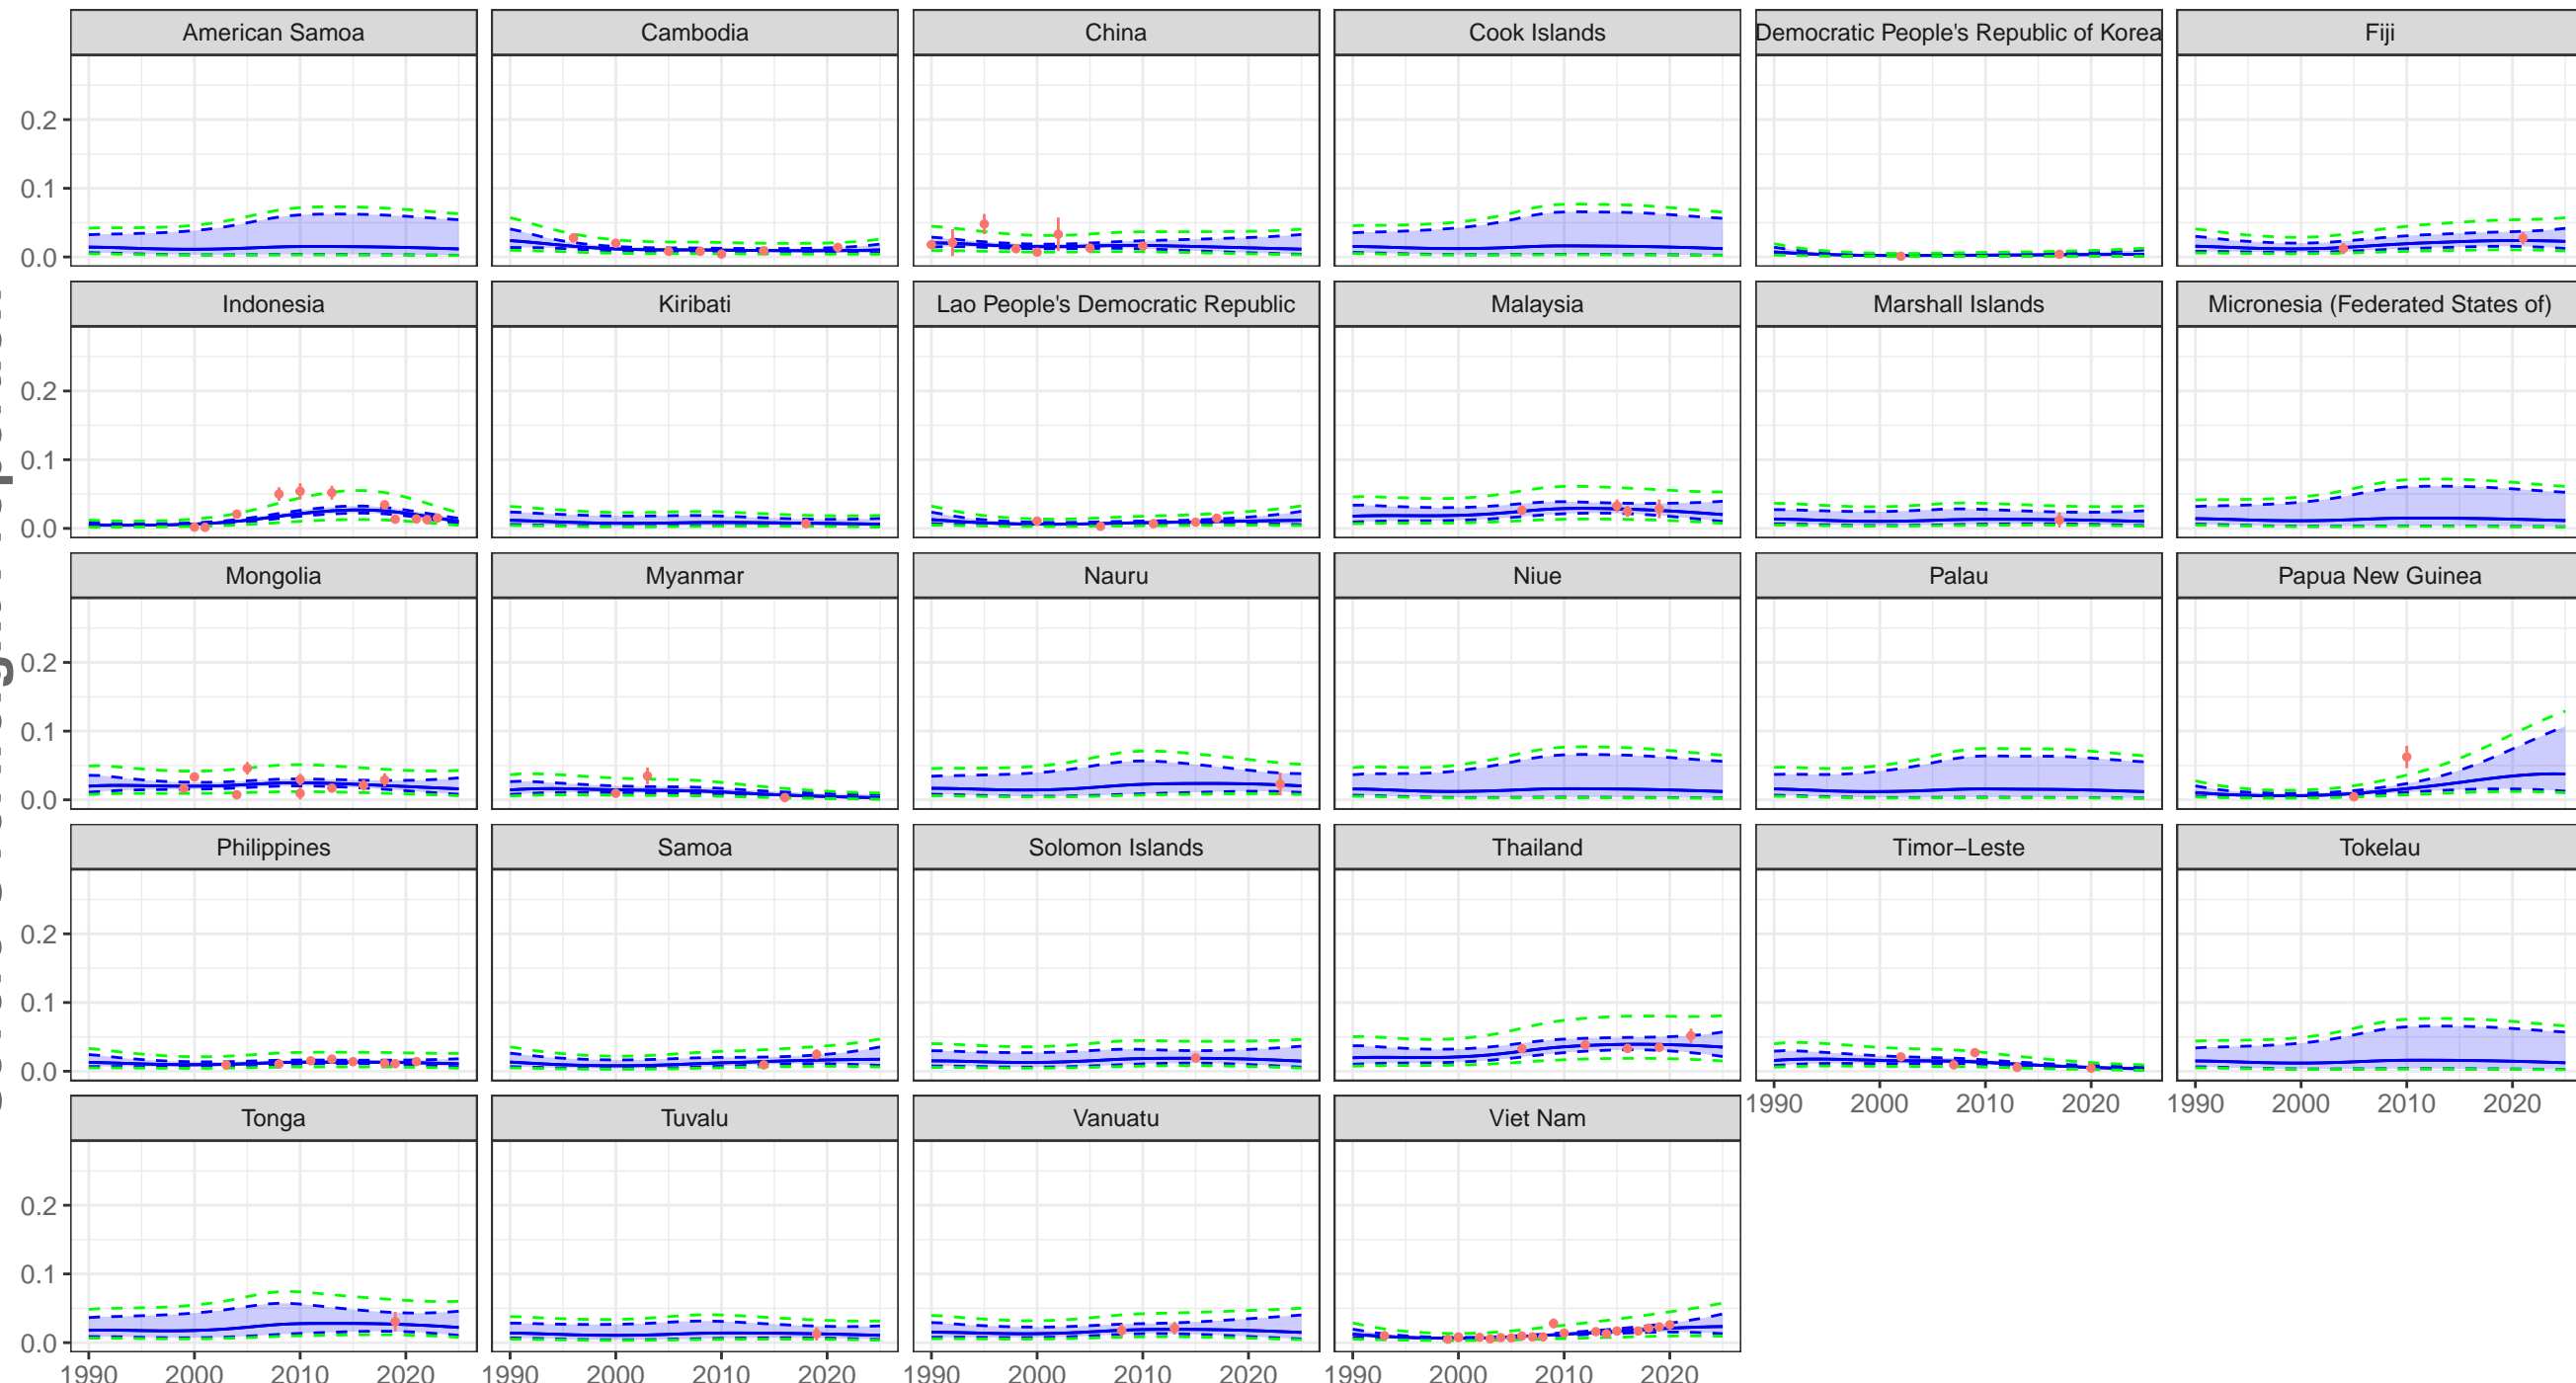 American Samoa Cambodia China Cook Islands Democratic People's Republic of Korea Fiji
0.2
0.1
0.0
Indonesia Kiribati Lao People's Democratic Republic Malaysia Marshall Islands Micronesia (Federated States of)
0.2
0.1
0.0
Mongolia Myanmar Nauru Niue Palau Papua New Guinea
0.2
0.1
0.0
Philippines Samoa Solomon Islands Thailand Timor−Leste Tokelau
0.2
0.1
0.0
1990 2000 2010 2020 1990 2000 2010 2020
Tonga Tuvalu Vanuatu Viet Nam
0.2
0.1
0.0
1990 2000 2010 2020 1990 2000 2010 2020 1990 2000 2010 2020 1990 2000 2010 2020